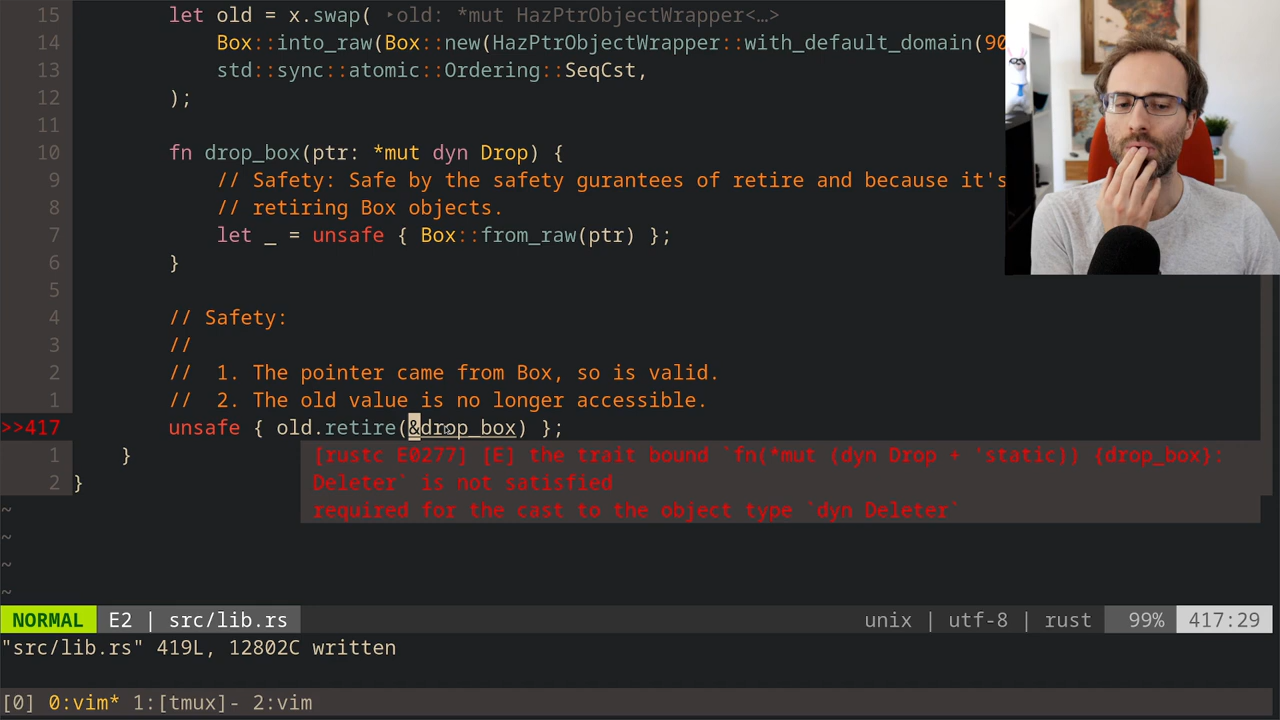 15 let old = x.swap( ▸old: *mut HazPtrObjectWrapper<…>
14 Box::into_raw(Box::new(HazPtrObjectWrapper::with_default_domain(90
13 std::sync::atomic::Ordering::SeqCst,
12 );
11
10 fn drop_box(ptr: *mut dyn Drop) {
9 // Safety: Safe by the safety gurantees of retire and because it's
8 // retiring Box objects.
7 let _ = unsafe { Box::from_raw(ptr) };
6 }
5
4 // Safety:
3 //
2 //  1. The pointer came from Box, so is valid.
1 //  2. The old value is no longer accessible.
>>417 unsafe { old.retire(&drop_box) };
1 }
[rustc E0277] [E] the trait bound `fn(*mut (dyn Drop + 'static)) {drop_box}:
2 }
Deleter` is not satisfied
~ required for the cast to the object type `dyn Deleter`
~
~
~
NORMAL E2 | src/lib.rs unix | utf-8 | rust 99% 417:29
"src/lib.rs" 419L, 12802C written
[0] 0:vim* 1:[tmux]- 2:vim